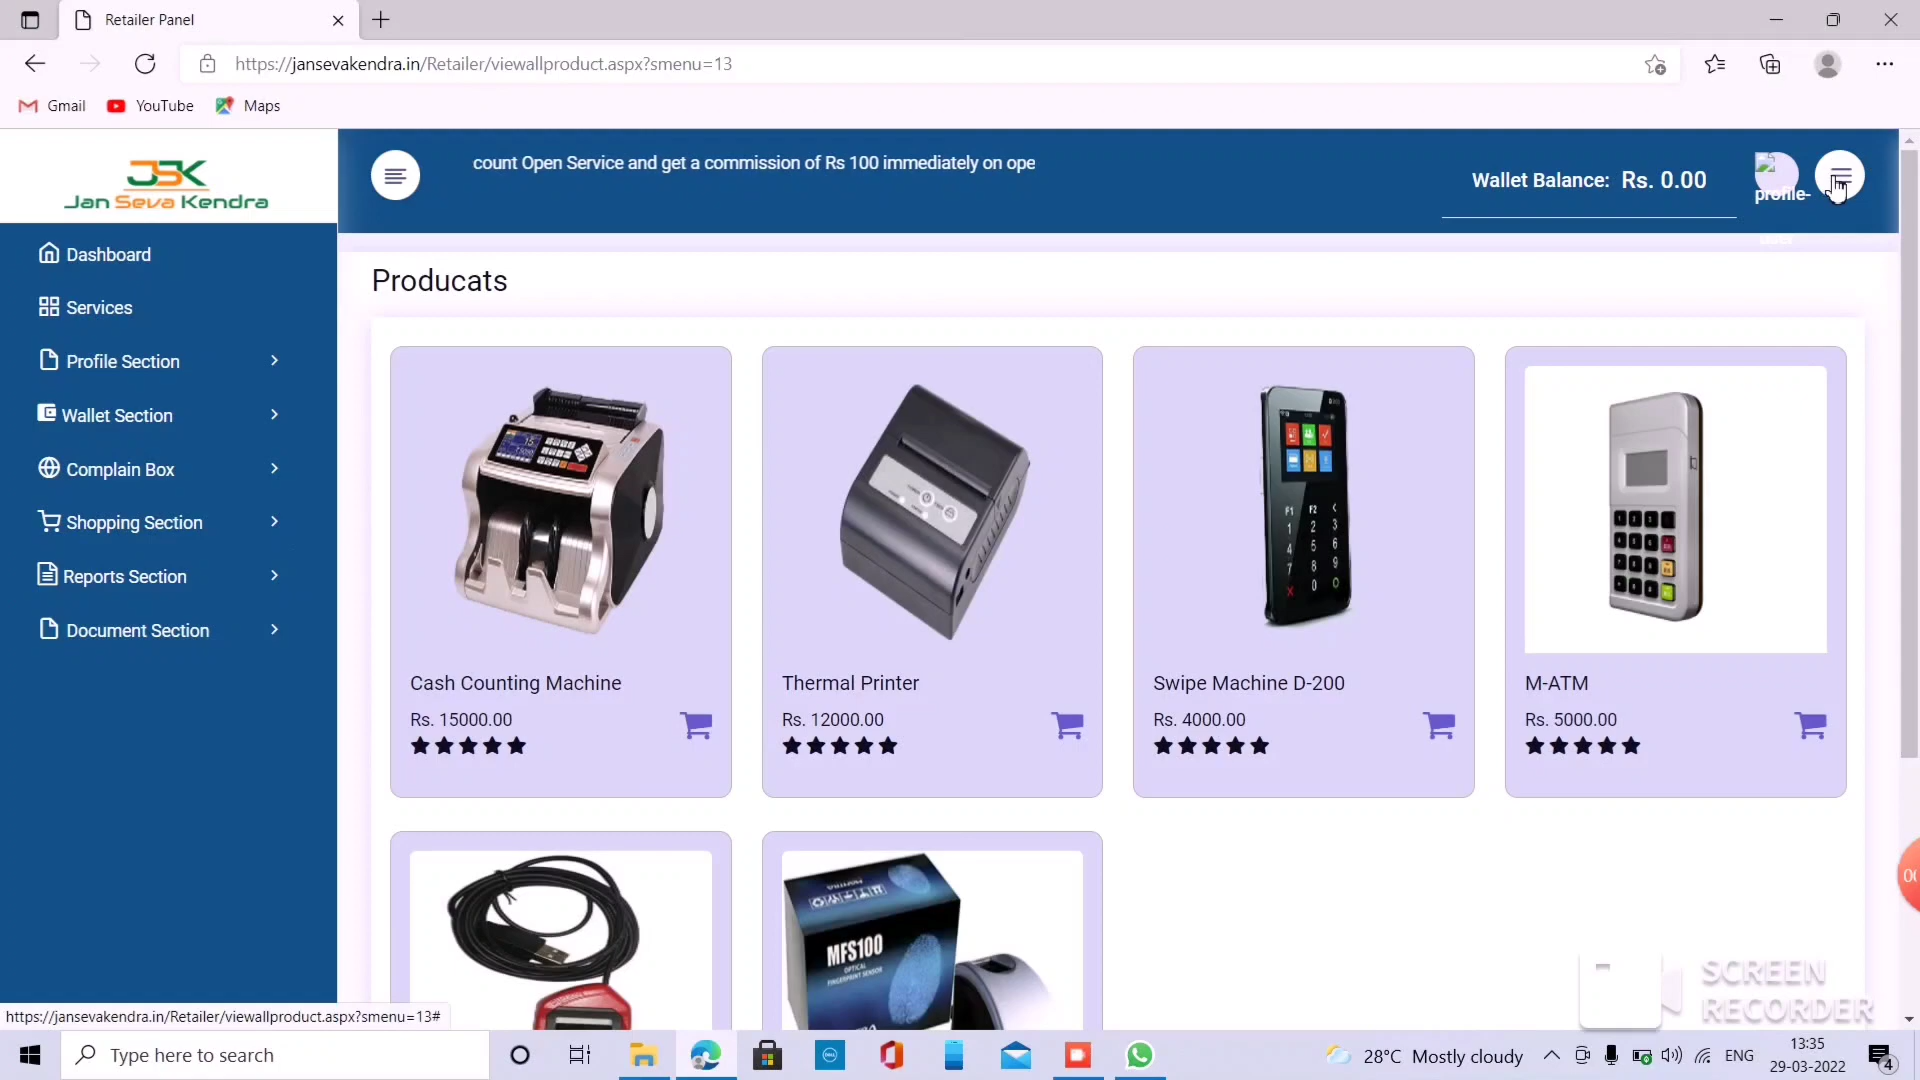 Retailer Panel
https://jansevakendra.in/Retailer/viewallproduct.aspx?smenu=13
Gmail YouTube Maps
JSK
Jan Seva Kendra
count Open Service and get a commission of Rs 100 immediately on ope
Wallet Balance: Rs. 0.00
profile-
Dashboard
Services
Profile Section
Wallet Section
Complain Box
Shopping Section
Reports Section
Document Section
Producats
Cash Counting Machine
Rs. 15000.00
Thermal Printer
Rs. 12000.00
Swipe Machine D-200
Rs. 4000.00
M-ATM
Rs. 5000.00
MFS100
OPTICAL
FINGERPRINT SENSOR
SCREEN
RECORDER
https://jansevakendra.in/Retailer/viewallproduct.aspx?smenu=13#
Type here to search
28°C Mostly cloudy
ENG
13:35
29-03-2022
4